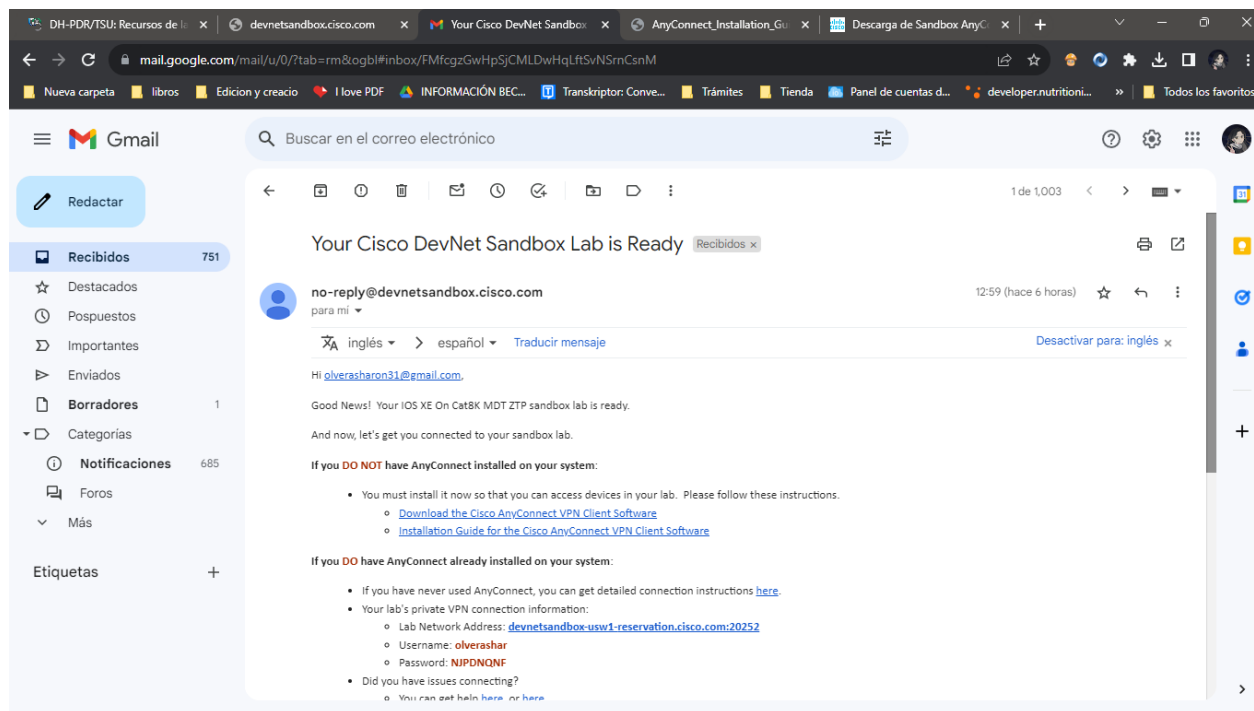 DH-PDR/TSU: Recursos de la
devnetsandbox.cisco.com
Your Cisco DevNet Sandbox
AnyConnect_Installation_Gu
Descarga de Sandbox AnyC
mail.google.com/mail/u/0/?tab=rm&ogbl#inbox/FMfcgzGwHpSjCMLDwHqLftSvNSrnCsnM
Nueva carpeta
libros
Edicion y creacio
I love PDF
INFORMACIÓN BEC...
Transkriptor: Conve...
Trámites
Tienda
Panel de cuentas d...
developer.nutritioni...
»
Todos los favoritos
Gmail
Buscar en el correo electrónico
Redactar
1 de 1,003
Your Cisco DevNet Sandbox Lab is Ready
Recibidos ×
Recibidos 751
Destacados
Pospuestos
Importantes
Enviados
Borradores 1
Categorías
Notificaciones 685
Foros
Más
Etiquetas
no-reply@devnetsandbox.cisco.com
12:59 (hace 6 horas)
para mí
inglés > español Traducir mensaje
Desactivar para: inglés ×
Hi olverasharon31@gmail.com,
Good News! Your IOS XE On Cat8K MDT ZTP sandbox lab is ready.
And now, let's get you connected to your sandbox lab.
If you DO NOT have AnyConnect installed on your system:
You must install it now so that you can access devices in your lab. Please follow these instructions.
Download the Cisco AnyConnect VPN Client Software
Installation Guide for the Cisco AnyConnect VPN Client Software
If you DO have AnyConnect already installed on your system:
If you have never used AnyConnect, you can get detailed connection instructions here.
Your lab's private VPN connection information:
Lab Network Address: devnetsandbox-usw1-reservation.cisco.com:20252
Username: olverashar
Password: NJPDNQNF
Did you have issues connecting?
You can get help here, or here
31